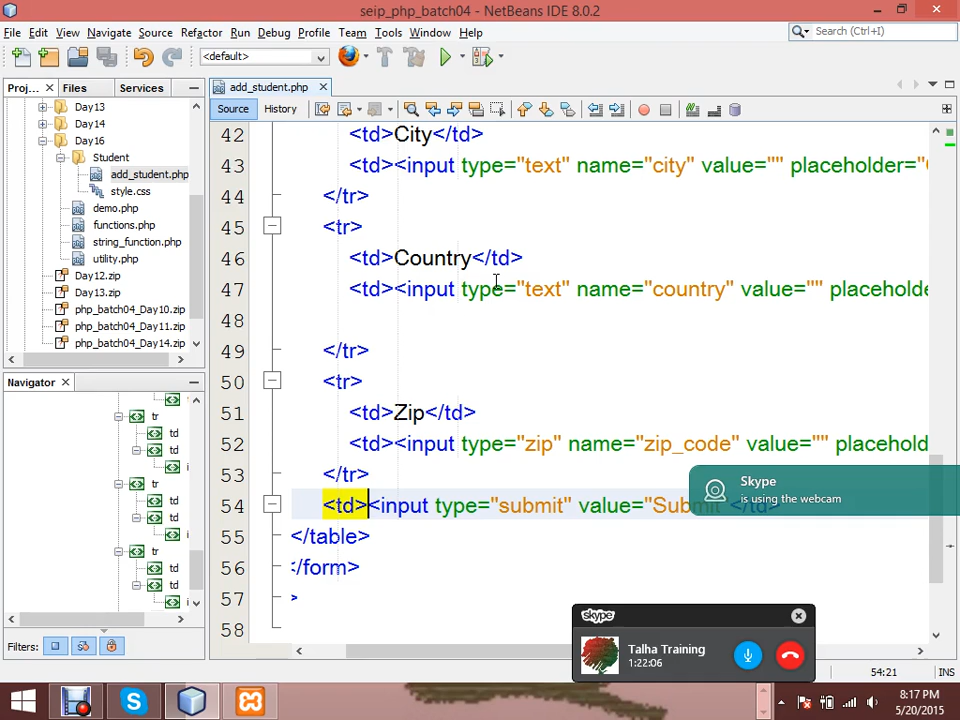 seip_php_batch04 - NetBeans IDE 8.0.2
File Edit View Navigate Source Refactor Run Debug Profile Team Tools Window Help
Search (Ctrl+I)
<default>
Proj... Files Services
add_student.php
Source History
Day13
Day14
Day16
Student
add_student.php
style.css
demo.php
functions.php
string_function.php
utility.php
Day12.zip
Day13.zip
php_batch04_Day10.zip
php_batch04_Day11.zip
php_batch04_Day14.zip
42 <td>City</td>
43 <td><input type="text" name="city" value="" placeholder="
44 </tr>
45 <tr>
46 <td>Country</td>
47 <td><input type="text" name="country" value="" placeholde
48
49 </tr>
50 <tr>
51 <td>Zip</td>
52 <td><input type="zip" name="zip_code" value="" placehold
53 </tr>
54 <td><input type="submit" value="Submit" </td>
55 </table>
56 </form>
57 >
58
Navigator
tr
td
td
i
tr
td
td
i
tr
td
td
i
Filters:
Skype
is using the webcam
skype
Talha Training
1:22:06
54:21 INS
8:17 PM
5/20/2015